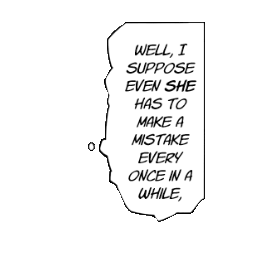 WELL, I
SUPPOSE
EVEN SHE
HAS TO
MAKE A
MISTAKE
EVERY
ONCE IN A
WHILE,